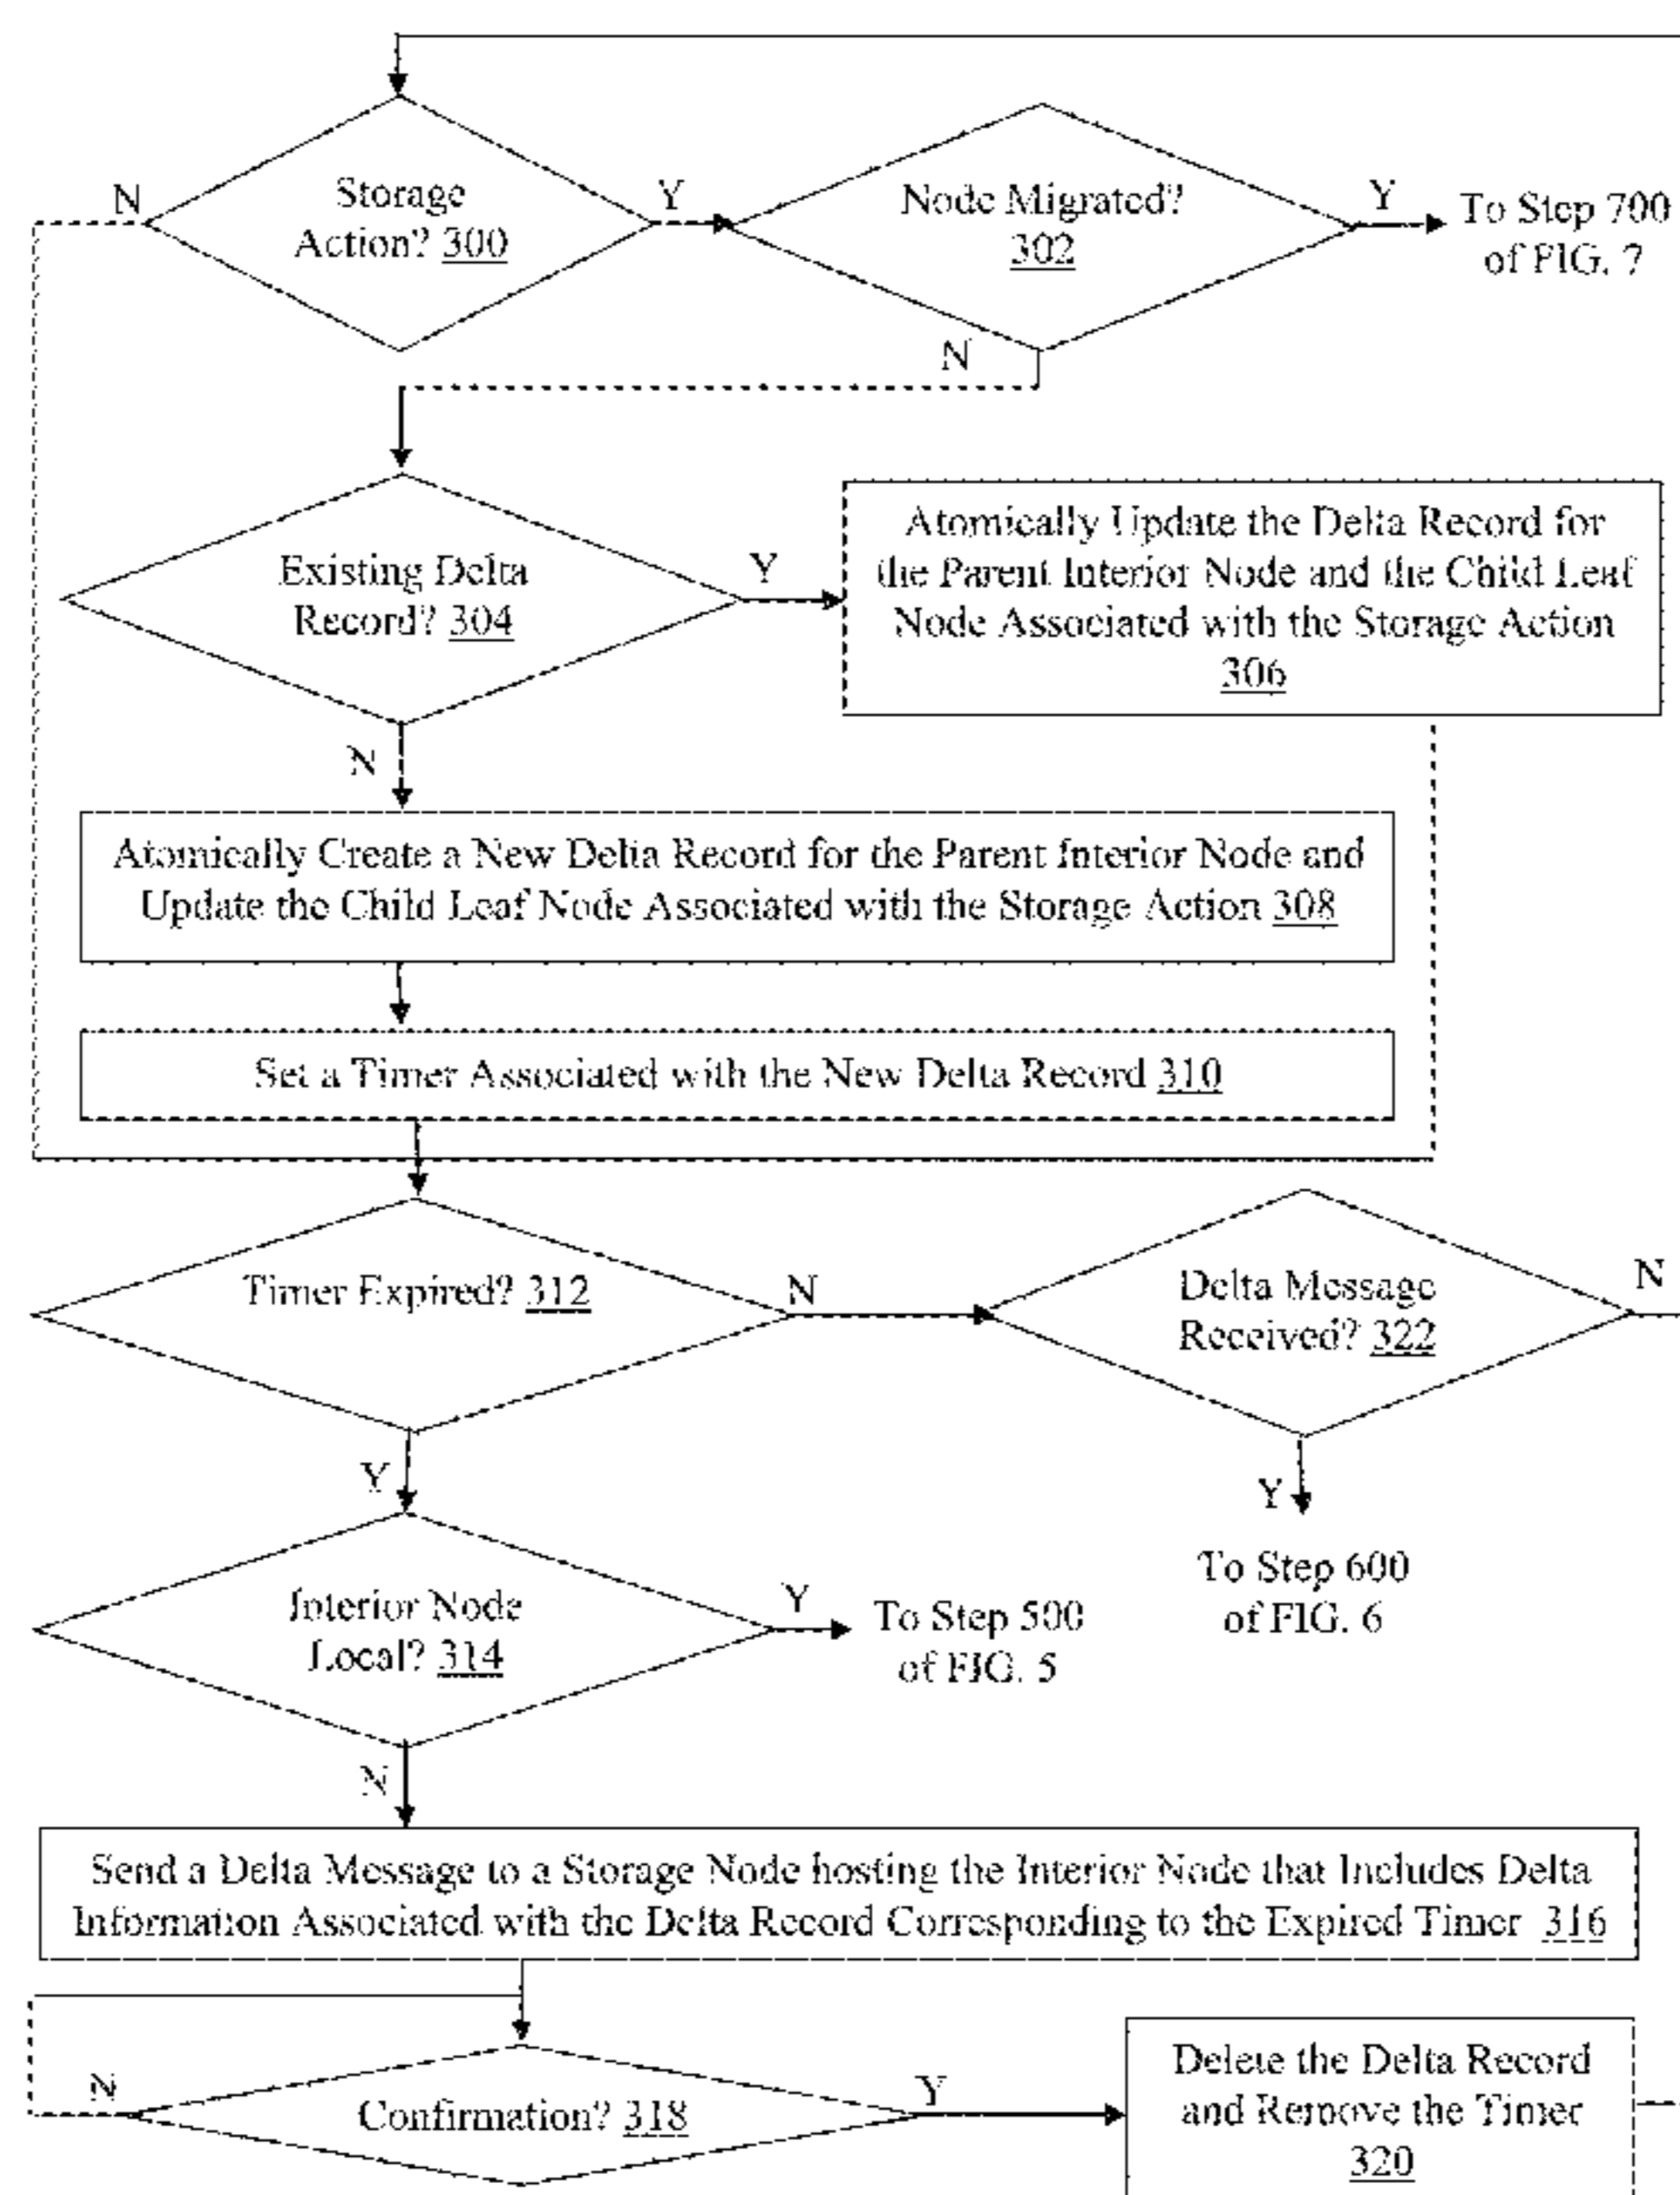 N
Storage
Action? 300
Y
Node Migrated?
302
Y
To Step 700
of FIG. 7
N
Existing Delta
Record? 304
Y
Atomically Update the Delta Record for
the Parent Interior Node and the Child Leaf
Node Associated with the Storage Action
306
N
Atomically Create a New Delta Record for the Parent Interior Node and
Update the Child Leaf Node Associated with the Storage Action 308
Set a Timer Associated with the New Delta Record 310
Timer Expired? 312
N
Delta Message
Received? 322
N
Y
Y
To Step 600
of FIG. 6
Interior Node
Local? 314
Y
To Step 500
of FIG. 5
N
Send a Delta Message to a Storage Node hosting the Interior Node that Includes Delta
Information Associated with the Delta Record Corresponding to the Expired Timer 316
N
Confirmation? 318
Y
Delete the Delta Record
and Remove the Timer
320